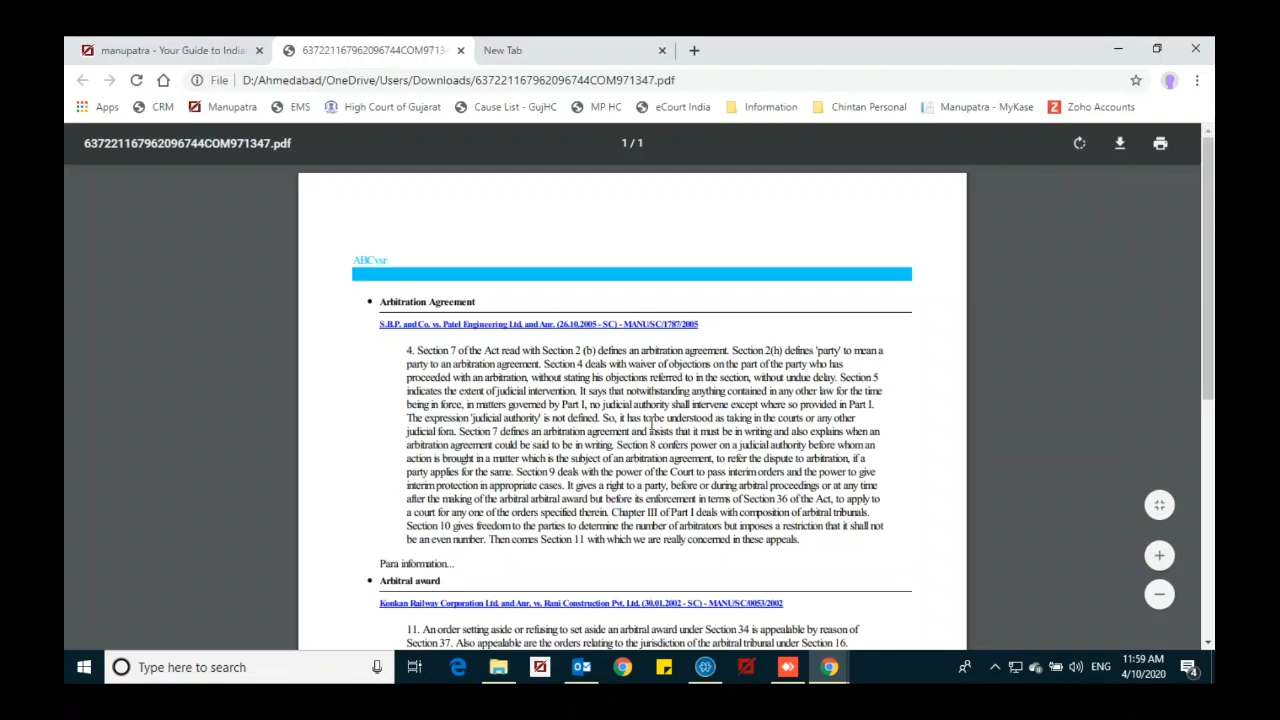 manupatra - Your Guide to India
637221167962096744COM9713
New Tab
File
D:/Ahmedabad/OneDrive/Users/Downloads/637221167962096744COM971347.pdf
Apps
CRM
Manupatra
EMS
High Court of Gujarat
Cause List - GujHC
MP HC
eCourt India
Information
Chintan Personal
Manupatra - MyKase
Zoho Accounts
637221167962096744COM971347.pdf
1 / 1
ABCvsr
Arbitration Agreement
S.B.P. and Co. vs. Patel Engineering Ltd. and Anr. (26.10.2005 - SC) - MANU/SC/1787/2005
4. Section 7 of the Act read with Section 2 (b) defines an arbitration agreement. Section 2(h) defines 'party' to mean a
party to an arbitration agreement. Section 4 deals with waiver of objections on the part of the party who has
proceeded with an arbitration, without stating his objections referred to in the section, without undue delay. Section 5
indicates the extent of judicial intervention. It says that notwithstanding anything contained in any other law for the time
being in force, in matters governed by Part I, no judicial authority shall intervene except where so provided in Part I.
The expression 'judicial authority' is not defined. So, it has to be understood as taking in the courts or any other
judicial fora. Section 7 defines an arbitration agreement and insists that it must be in writing and also explains when an
arbitration agreement could be said to be in writing. Section 8 confers power on a judicial authority before whom an
action is brought in a matter which is the subject of an arbitration agreement, to refer the dispute to arbitration, if a
party applies for the same. Section 9 deals with the power of the Court to pass interim orders and the power to give
interim protection in appropriate cases. It gives a right to a party, before or during arbitral proceedings or at any time
after the making of the arbitral arbitral award but before its enforcement in terms of Section 36 of the Act, to apply to
a court for any one of the orders specified therein. Chapter III of Part I deals with composition of arbitral tribunals.
Section 10 gives freedom to the parties to determine the number of arbitrators but imposes a restriction that it shall not
be an even number. Then comes Section 11 with which we are really concerned in these appeals.
Para information...
Arbitral award
Konkan Railway Corporation Ltd. and Anr. vs. Rani Construction Pvt. Ltd. (30.01.2002 - SC) - MANU/SC/0053/2002
11. An order setting aside or refusing to set aside an arbitral award under Section 34 is appealable by reason of
Section 37. Also appealable are the orders relating to the jurisdiction of the arbitral tribunal under Section 16.
Type here to search
ENG
11:59 AM
4/10/2020
4